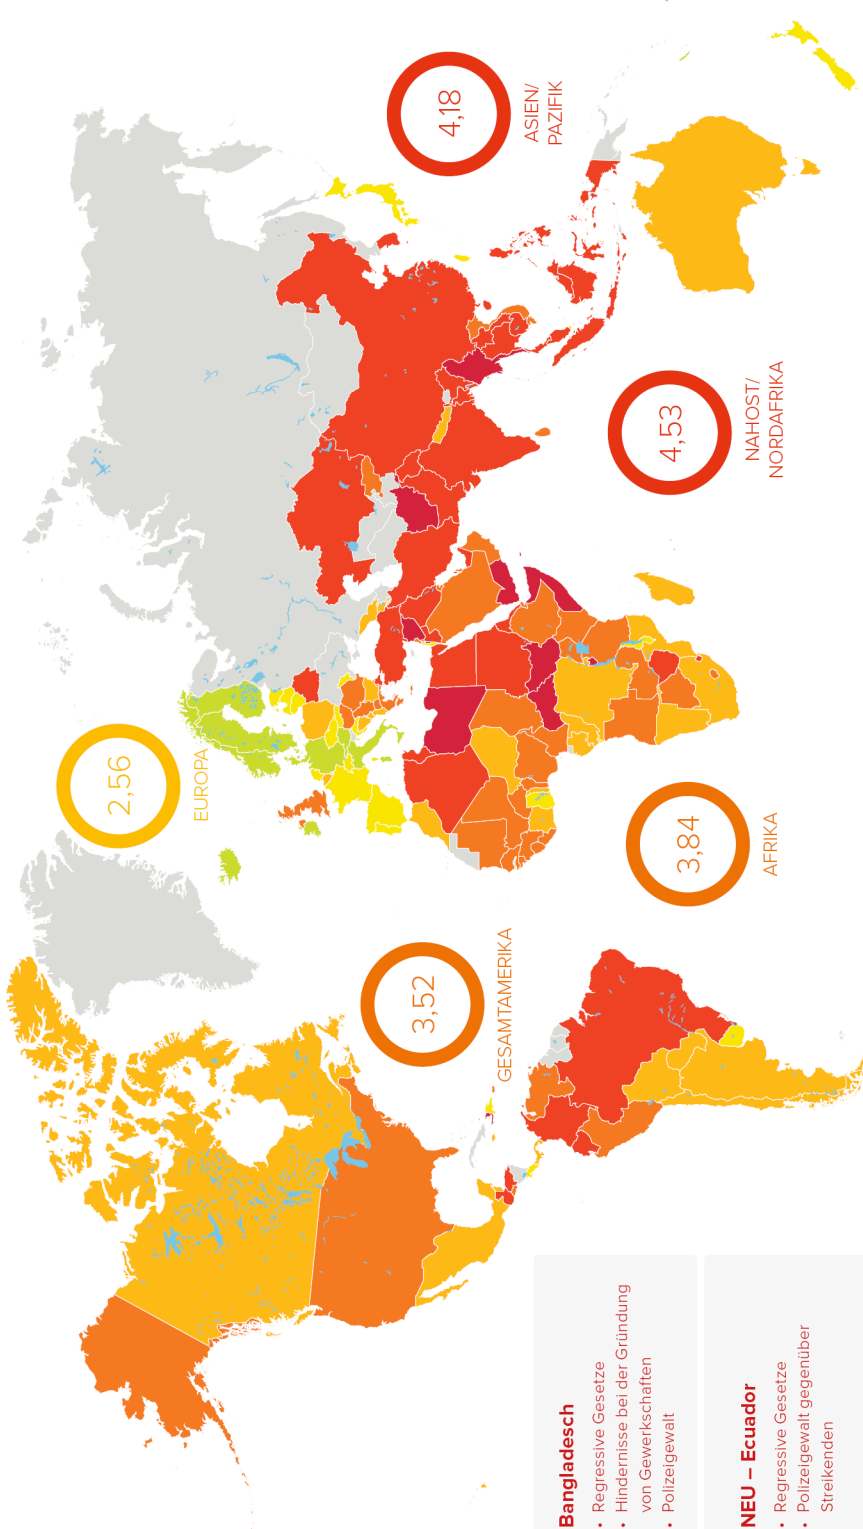 2,56
EUROPA
4,18
ASIEN/
PAZIFIK
3,52
GESAMTAMERIKA
3,84
AFRIKA
4,53
NAHOST/
NORDAFRIKA
Bangladesch
• Regressive Gesetze
• Hindernisse bei der Gründung
von Gewerkschaften
• Polizeigewalt
NEU – Ecuador
• Regressive Gesetze
• Polizeigewalt gegenüber
Streikenden